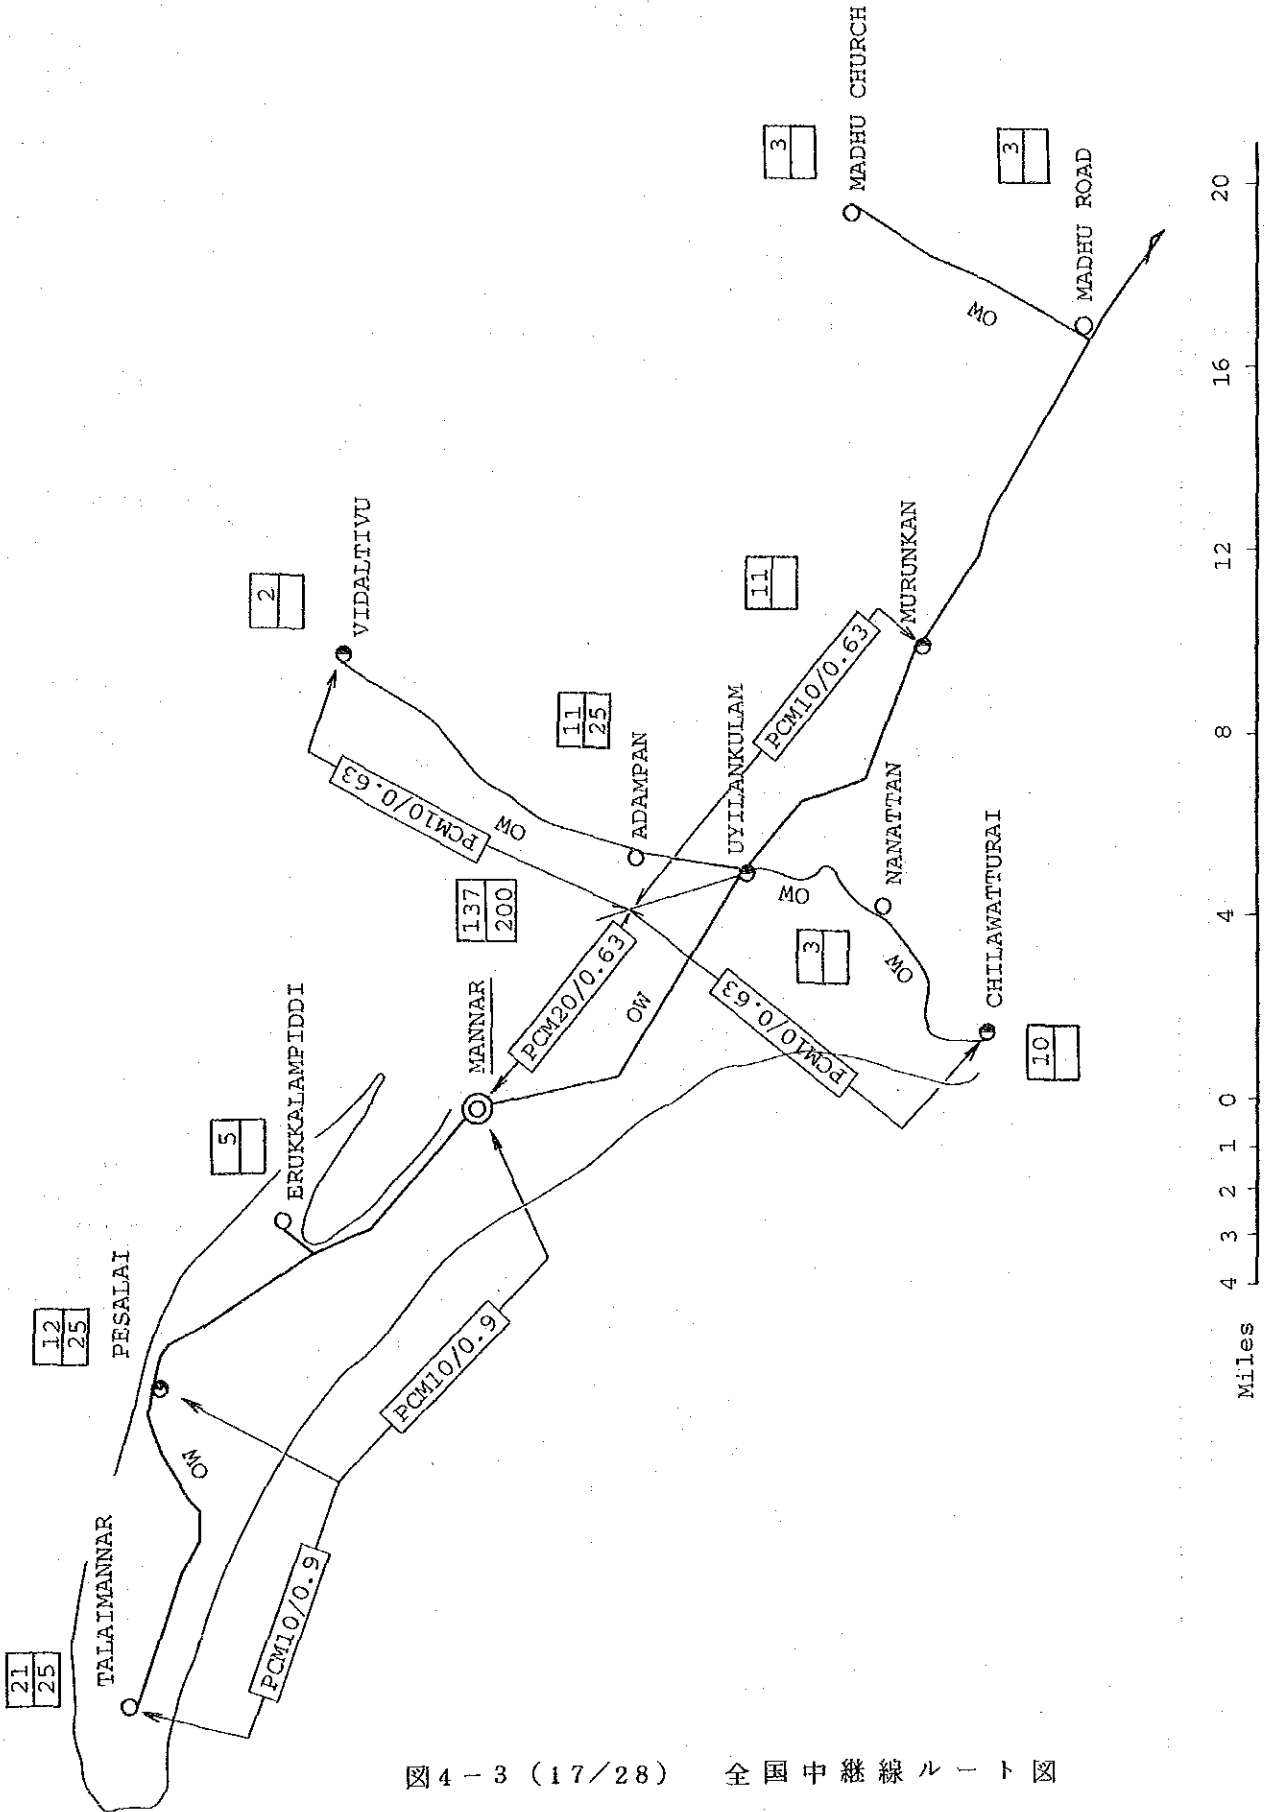 21
25
TALAIMANNAR
12
25
PESALAI
5
ERUKKALAMPIDDI
OW
PCM10/0.9
PCM10/0.9
MANNAR
137
200
PCM20/0.63
OW
2
VIDALTIVU
PCM10/0.63
OW
11
25
ADAMPAN
UYILANKULAM
PCM10/0.63
11
MURUNKAN
OW
3
NANATTAN
OW
PCM10/0.63
CHILAWATTURAI
10
3
MADHU CHURCH
OW
3
MADHU ROAD
Miles
4 3 2 1 0 4 8 12 16 20
図4-3 (17/28) 全国中継線ルート図